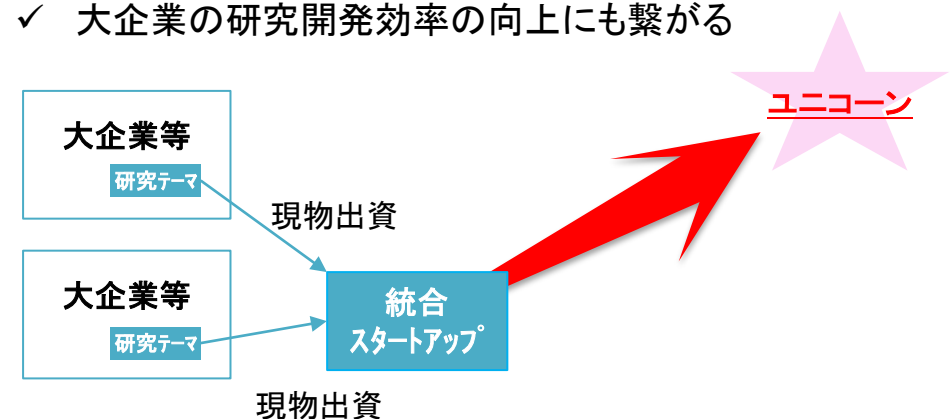 ✓ 大企業の研究開発効率の向上にも繋がる
ユニコーン
大企業等
研究テーマ
現物出資
大企業等
研究テーマ
統合
スタートアップ
現物出資